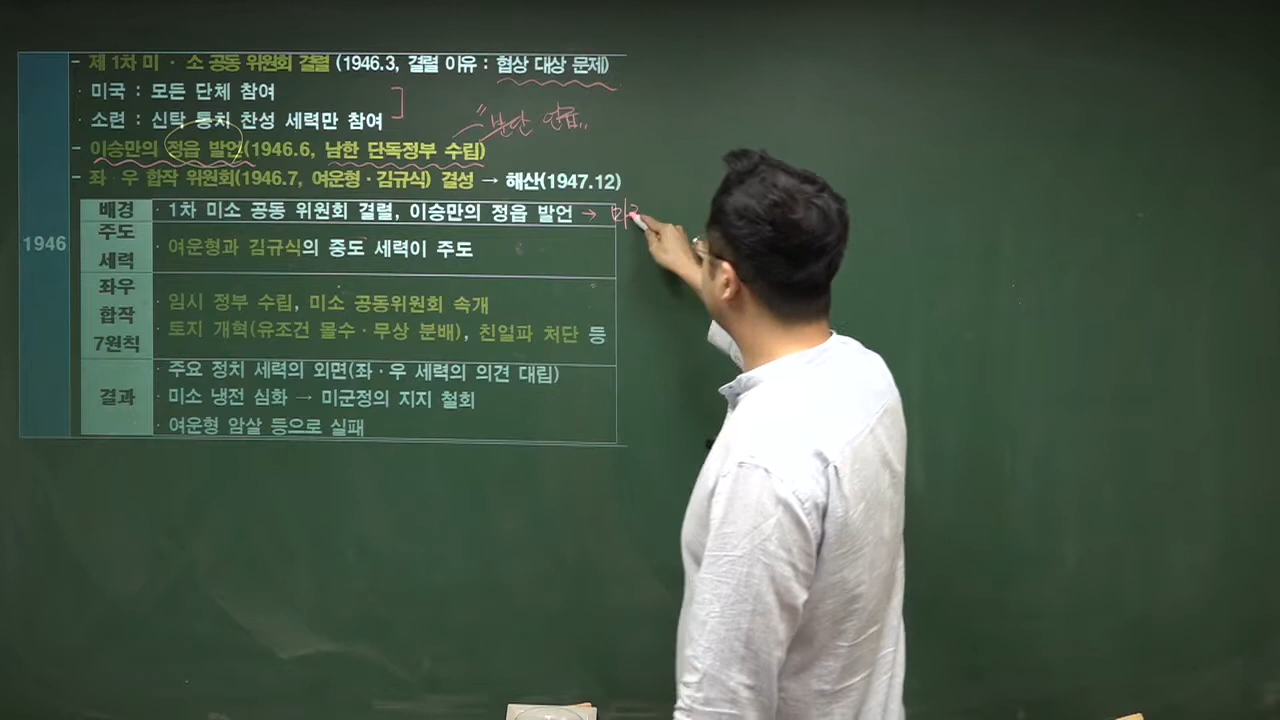 1946
- 제 1차 미 · 소 공동 위원회 결렬 (1946.3, 결렬 이유 : 협상 대상 문제)
· 미국 : 모든 단체 참여
· 소련 : 신탁 통치 찬성 세력만 참여
"분단
- 이승만의 정읍 발언(1946.6, 남한 단독정부 수립)
- 좌 · 우 합작 위원회(1946.7, 여운형 · 김규식) 결성 → 해산(1947.12)
배경 · 1차 미소 공동 위원회 결렬, 이승만의 정읍 발언 →
주도 세력 · 여운형과 김규식의 중도 세력이 주도
좌우 합작 7원칙 · 임시 정부 수립, 미소 공동위원회 속개
· 토지 개혁(유조건 몰수 · 무상 분배), 친일파 처단 등
결과 · 주요 정치 세력의 외면(좌 · 우 세력의 의견 대립)
· 미소 냉전 심화 → 미군정의 지지 철회
· 여운형 암살 등으로 실패